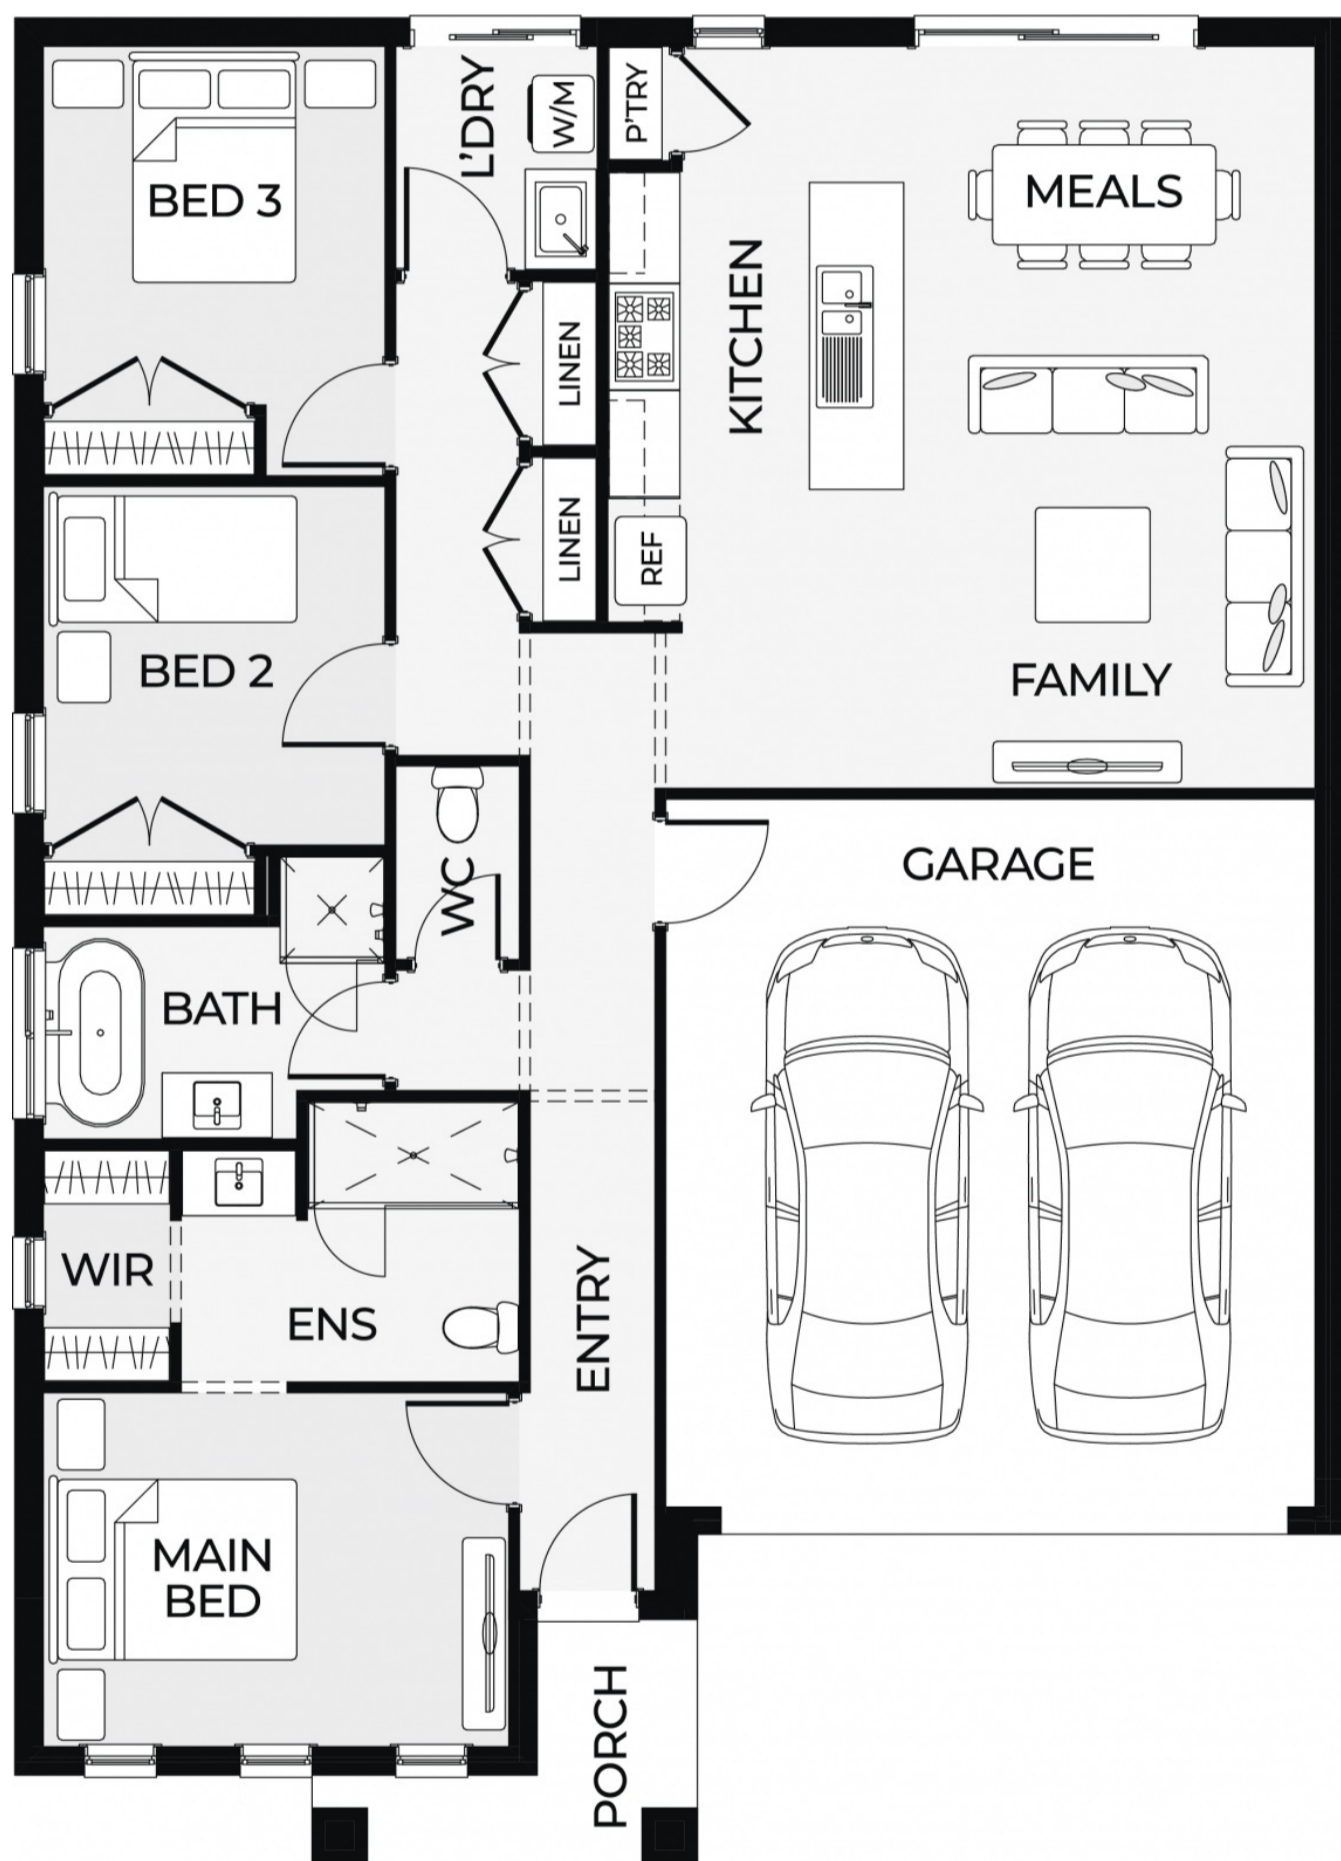 L'DRY
W/M
P'TRY
BED 3
MEALS
KITCHEN
LINEN
LINEN
REF
BED 2
FAMILY
WC
GARAGE
BATH
WIR
ENS
ENTRY
MAIN
BED
PORCH